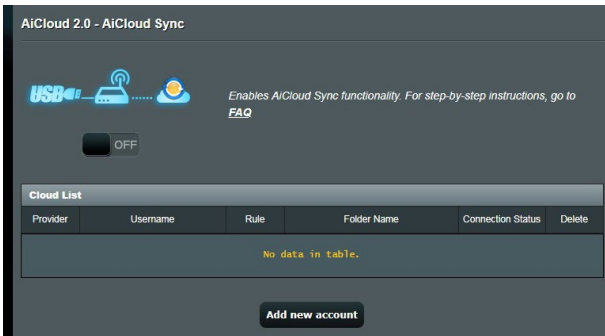 AiCloud 2.0 - AiCloud Sync
USB
Enables AiCloud Sync functionality. For step-by-step instructions, go to
FAQ
OFF
Cloud List
Provider Username Rule Folder Name Connection Status Delete
No data in table.
Add new account